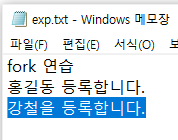 exp.txt - Windows 메모장
파일(F) 편집(E) 서식(O)
fork 연습
홍길동 등록합니다.
강철을 등록합니다.